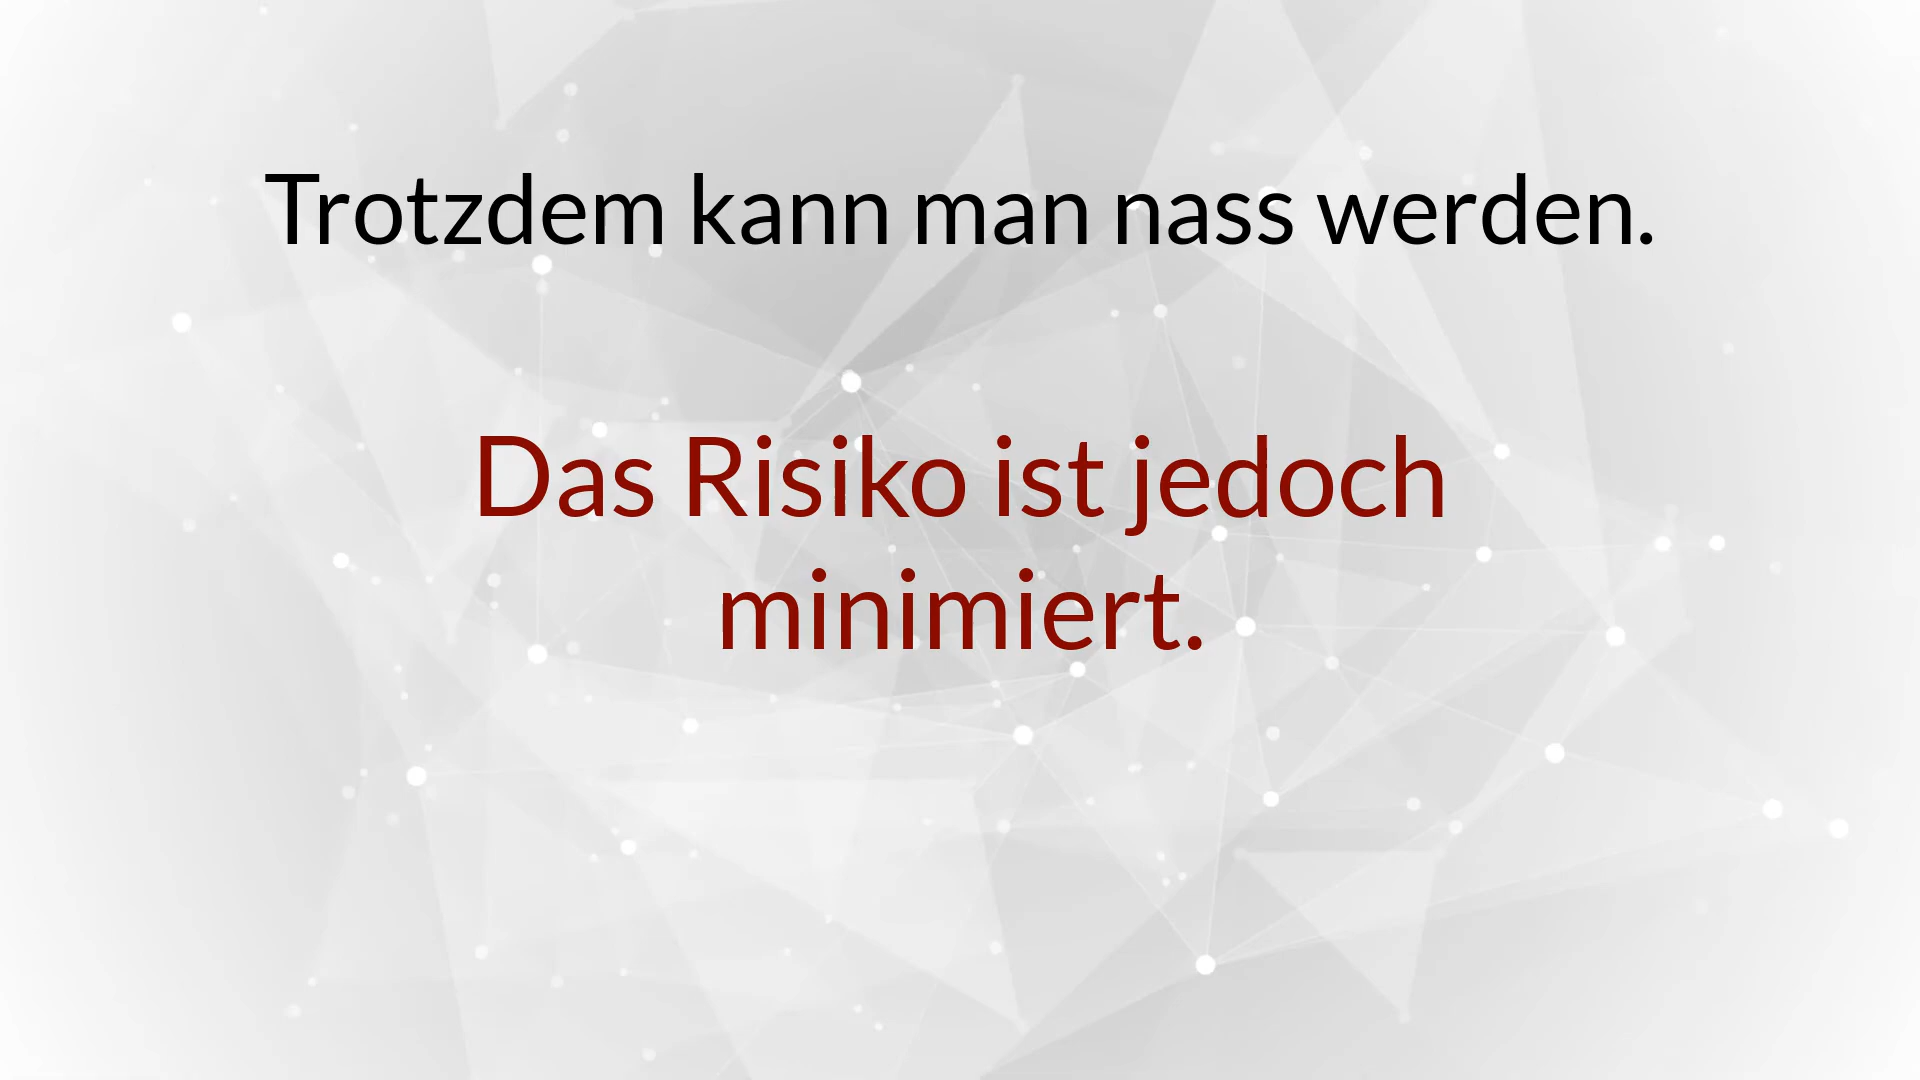 Trotzdem kann man nass werden.
Das Risiko ist jedoch
minimiert.